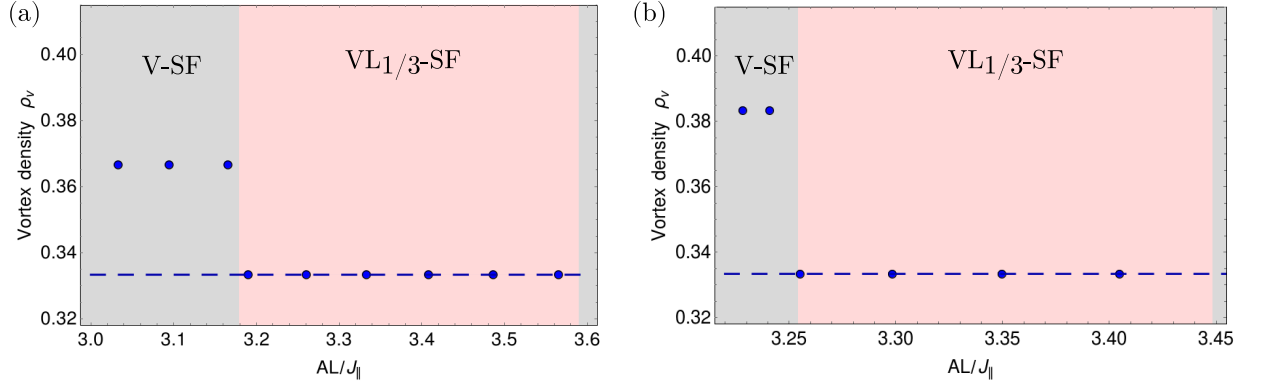 (a)
V-SF
VL1/3-SF
Vortex density ρv
0.40
0.38
0.36
0.34
0.32
3.0
3.1
3.2
3.3
3.4
3.5
3.6
AL/J∥
(b)
V-SF
VL1/3-SF
Vortex density ρv
0.40
0.38
0.36
0.34
0.32
3.25
3.30
3.35
3.40
3.45
AL/J∥